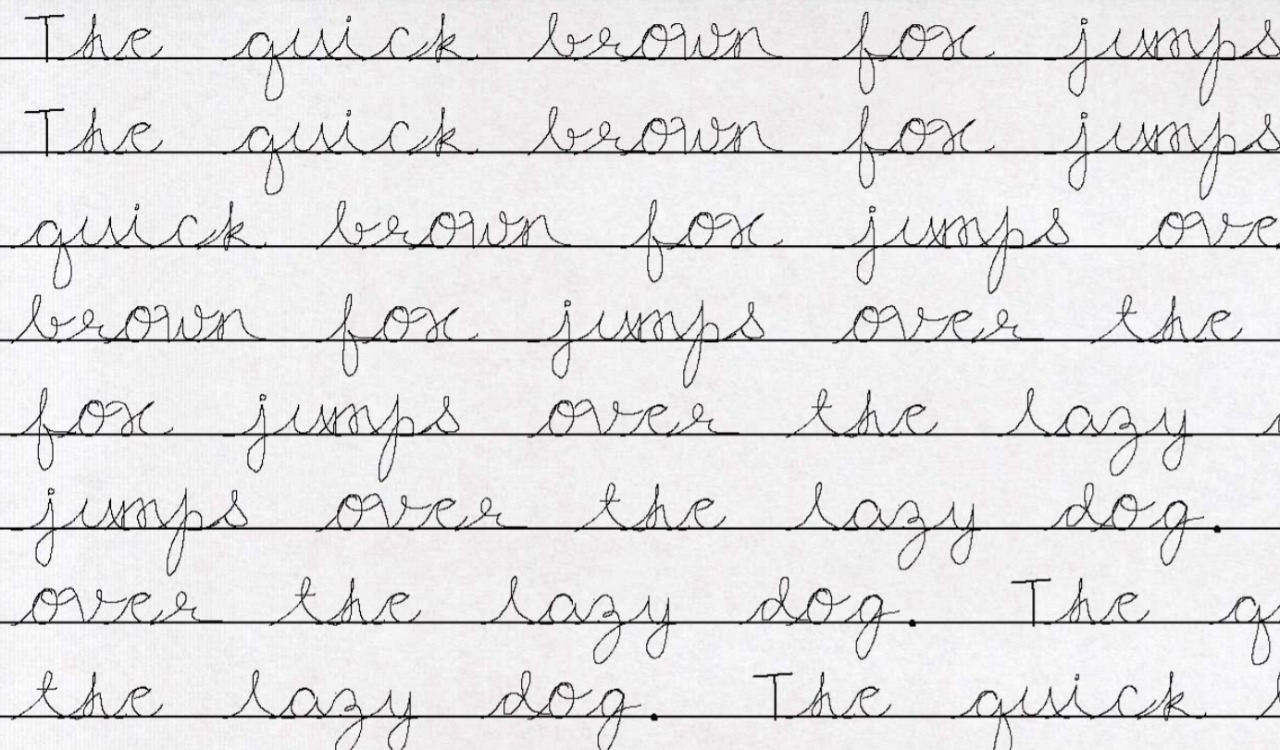 The quick brown fox jumps
The quick brown fox jumps
quick brown fox jumps ove
brown fox jumps over the
fox jumps over the lazy
jumps over the lazy dog.
over the lazy dog. The q
the lazy dog. The quick